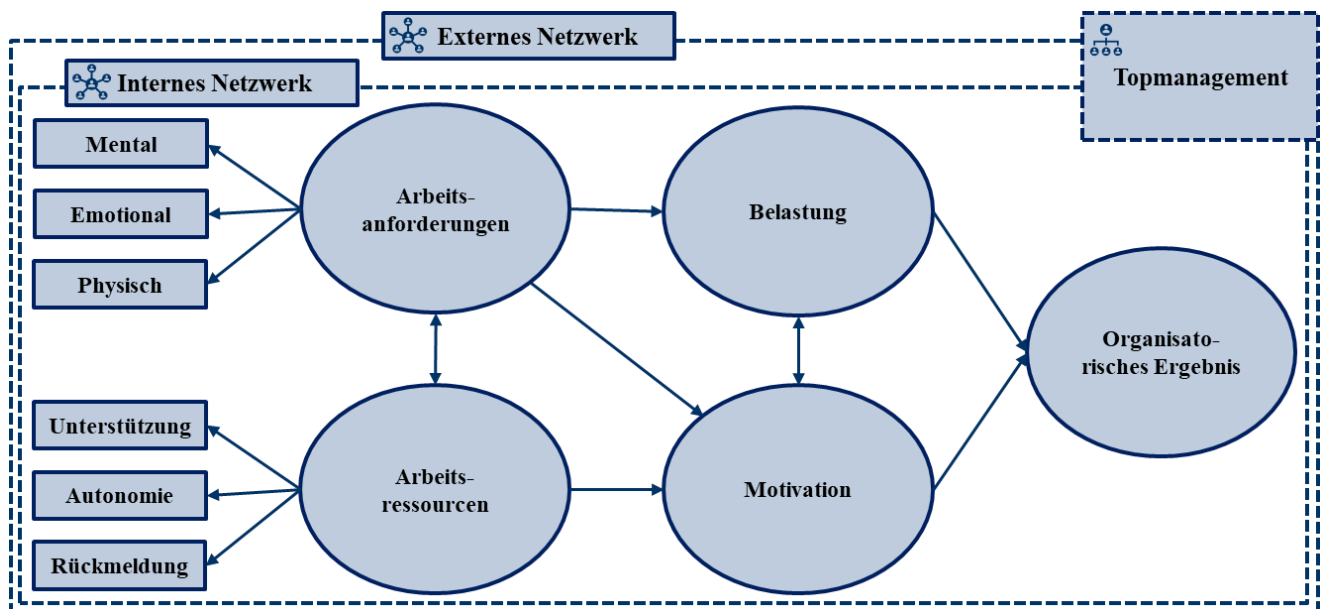 Externes Netzwerk
Topmanagement
Internes Netzwerk
Mental
Emotional
Physisch
Arbeits-
anforderungen
Belastung
Organisato-
risches Ergebnis
Unterstützung
Autonomie
Rückmeldung
Arbeits-
ressourcen
Motivation